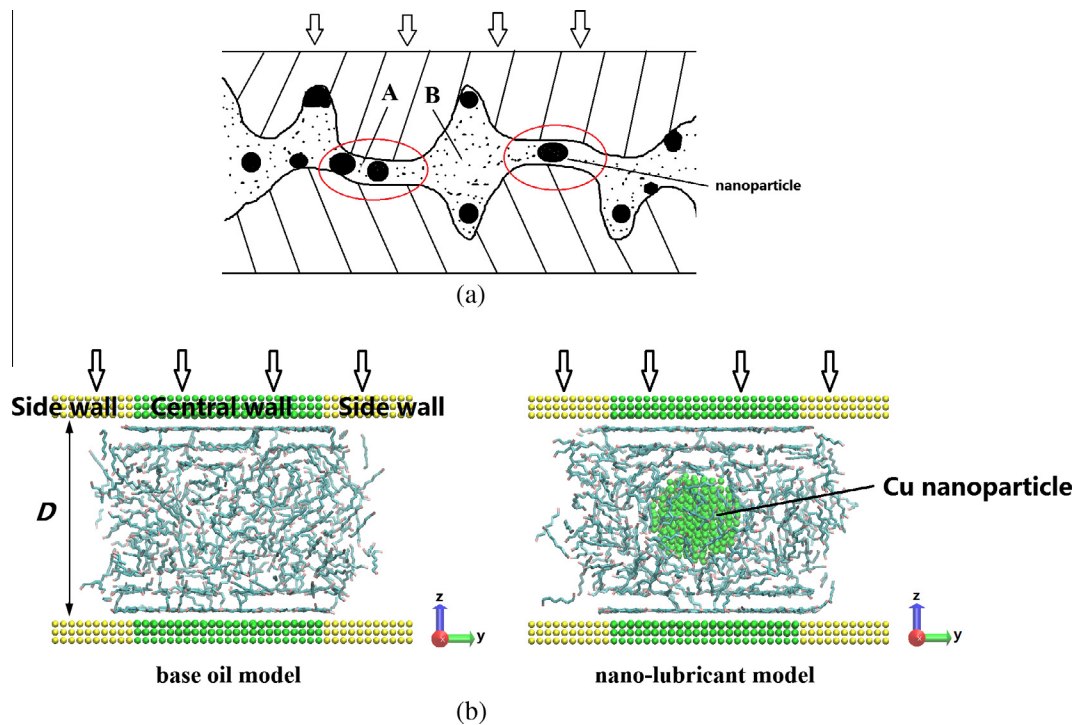 A B
nanoparticle
(a)
Side wall Central wall Side wall
D
Cu nanoparticle
z
x y
z
x y
base oil model
nano-lubricant model
(b)